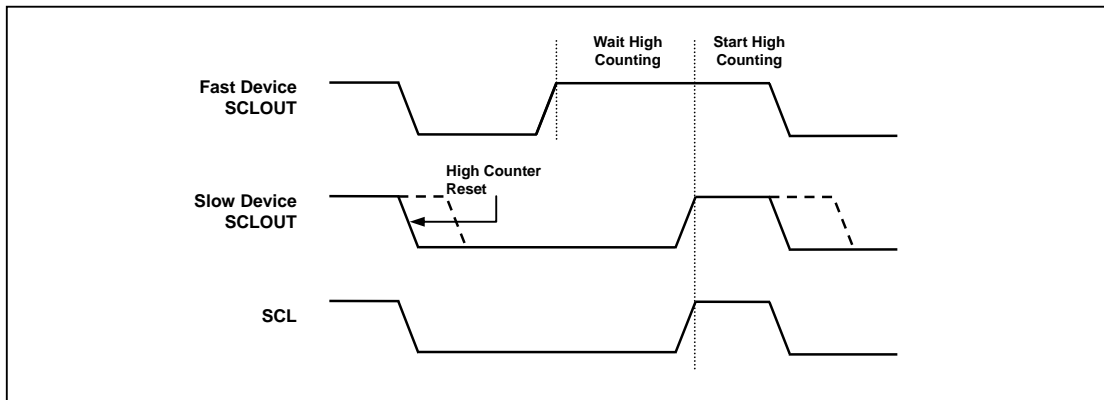 Wait High
Counting
Start High
Counting
Fast Device
SCLOUT
High Counter
Reset
Slow Device
SCLOUT
SCL